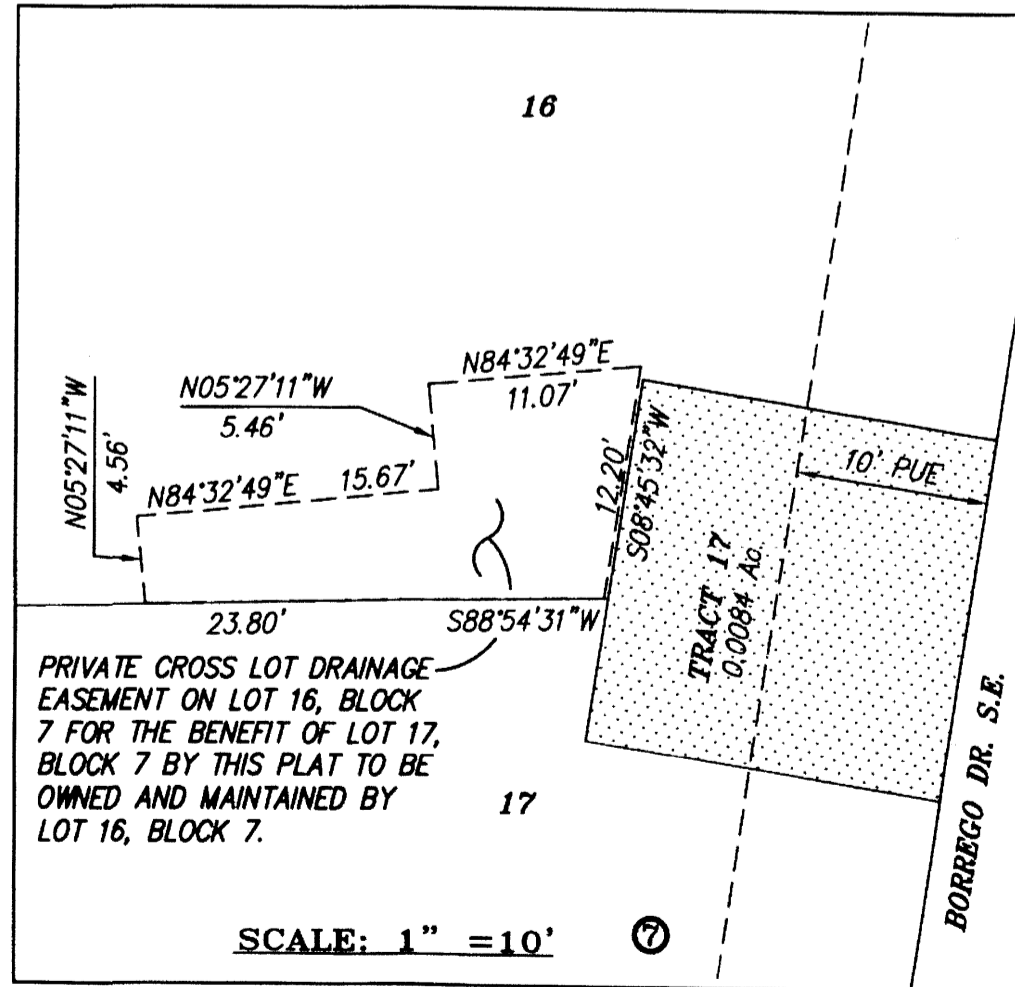 16
N84°32'49"E
11.07'
N05°27'11"W
5.46'
N05°27'11"W
4.56'
N84°32'49"E 15.67'
12.20'
S08°45'32"W
10' PUE
TRACT 17
0.0084 Ac.
23.80' S88°54'31"W
PRIVATE CROSS LOT DRAINAGE
EASEMENT ON LOT 16, BLOCK
7 FOR THE BENEFIT OF LOT 17,
BLOCK 7 BY THIS PLAT TO BE
OWNED AND MAINTAINED BY
LOT 16, BLOCK 7.
17
BORREGO DR. S.E.
SCALE: 1" =10'
7